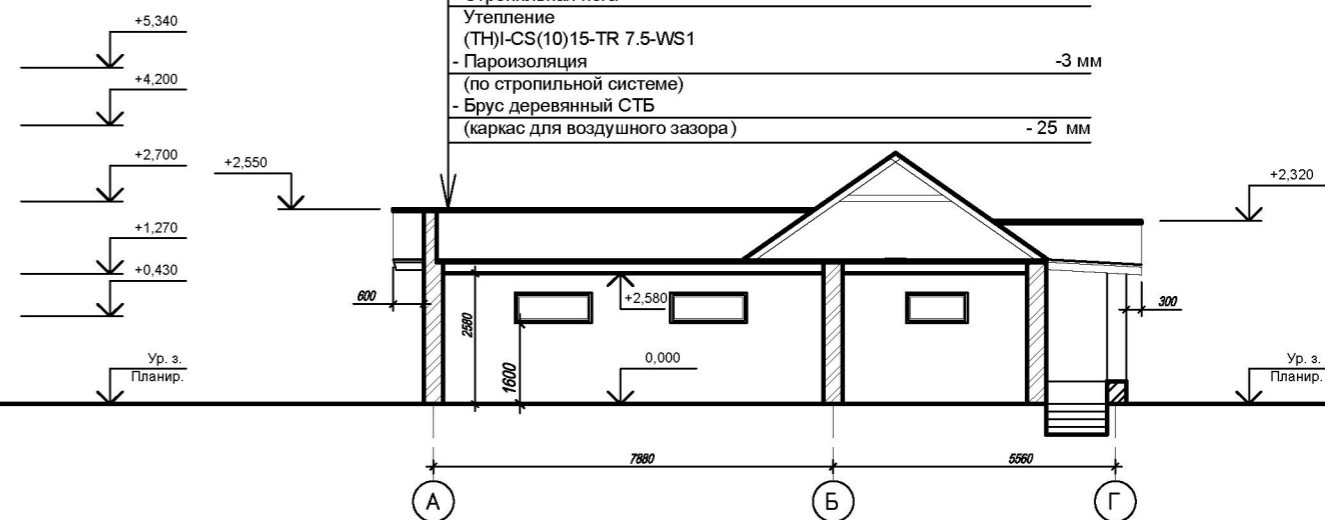 Утепление
(TH)I-CS(10)15-TR 7.5-WS1
- Пароизоляция -3 мм
(по стропильной системе)
- Брус деревянный СТБ
(каркас для воздушного зазора) - 25 мм
+5,340
+4,200
+2,700
+2,550
+2,320
+1,270
+0,430
600
2580
+2,580
300
1600
0,000
Ур. з.
Планир.
Ур. з.
Планир.
7880
5560
А
Б
Г